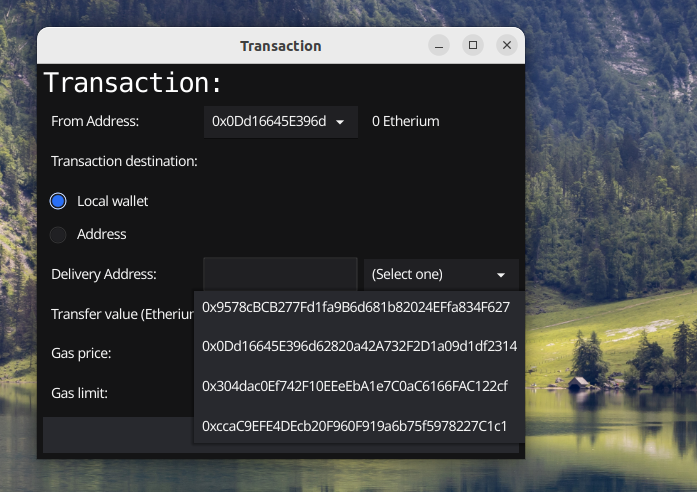 Transaction
Transaction:
From Address: 0x0Dd16645E396d 0 Etherium
Transaction destination:
Local wallet
Address
Delivery Address: (Select one)
0x9578cBCB277Fd1fa9B6d681b82024EFfa834F627
Transfer value (Etheriur
0x0Dd16645E396d62820a42A732F2D1a09d1df2314
Gas price:
0x304dac0Ef742F10EEeEbA1e7C0aC6166FAC122cf
Gas limit:
0xccaC9EFE4DEcb20F960F919a6b75f5978227C1c1